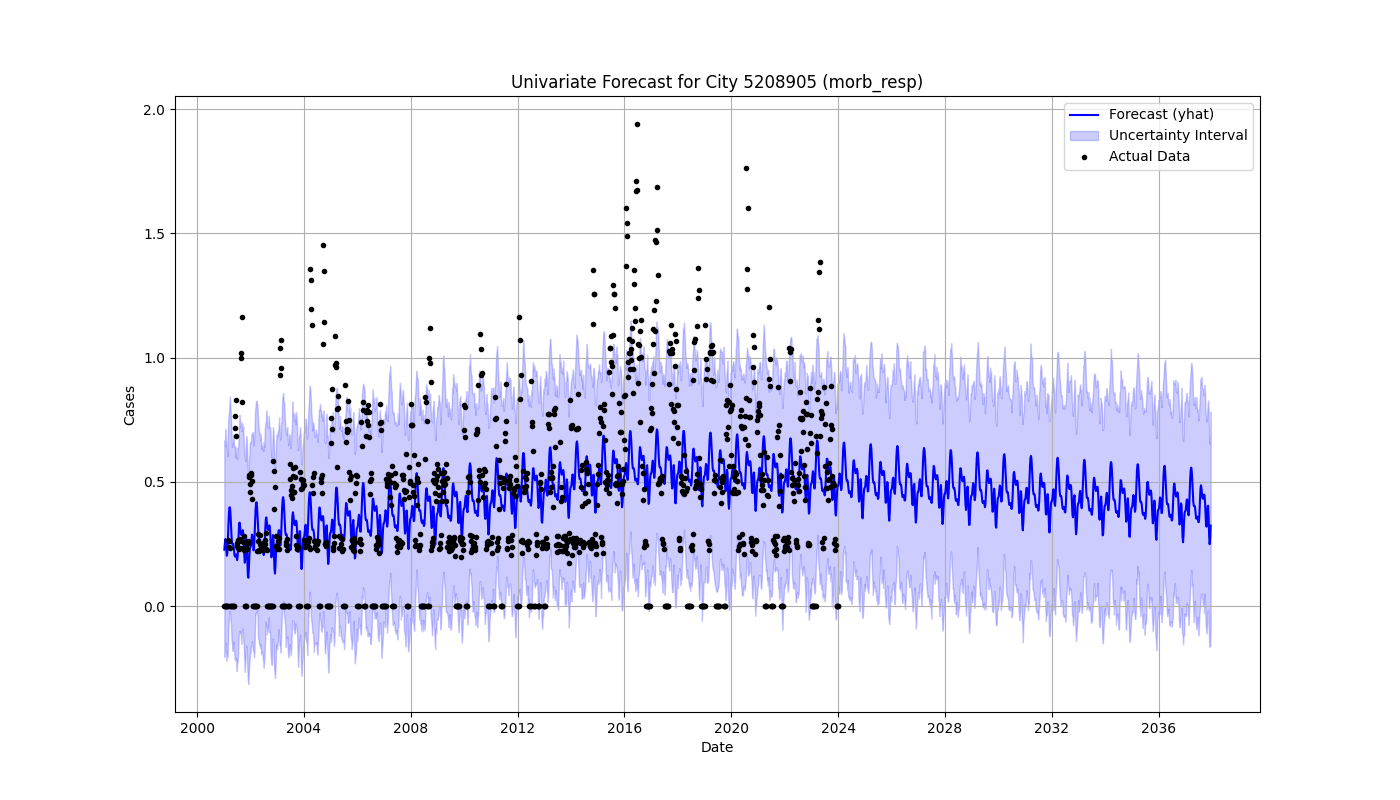 Univariate Forecast for City 5208905 (morb_resp)
Forecast (yhat)
Uncertainty Interval
Actual Data
Cases
2.0
1.5
1.0
0.5
0.0
2000 2004 2008 2012 2016 2020 2024 2028 2032 2036
Date